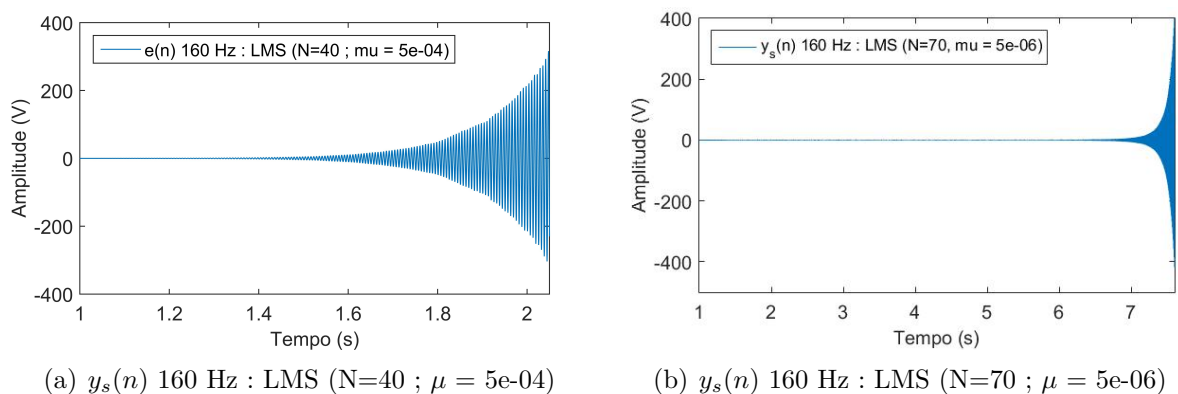 400
200
0
-200
-400
Amplitude (V)
e(n) 160 Hz : LMS (N=40 ; mu = 5e-04)
1
1.2
1.4
1.6
1.8
2
Tempo (s)
(a) y_s(n) 160 Hz : LMS (N=40 ; μ = 5e-04)
400
200
0
-200
-400
Amplitude (V)
y_s(n) 160 Hz : LMS (N=70, mu = 5e-06)
1
2
3
4
5
6
7
Tempo (s)
(b) y_s(n) 160 Hz : LMS (N=70 ; μ = 5e-06)